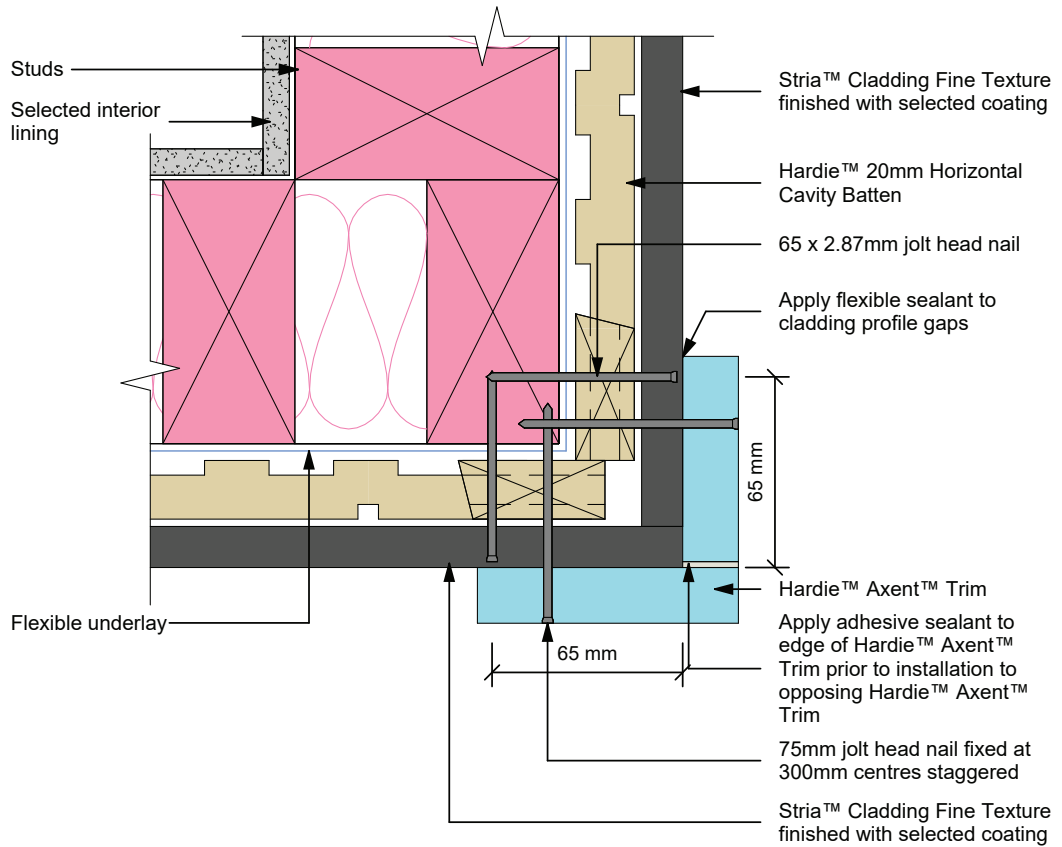 Studs
Selected interior
lining
Flexible underlay
Stria™ Cladding Fine Texture
finished with selected coating
Hardie™ 20mm Horizontal
Cavity Batten
65 x 2.87mm jolt head nail
Apply flexible sealant to
cladding profile gaps
65 mm
65 mm
Hardie™ Axent™ Trim
Apply adhesive sealant to
edge of Hardie™ Axent™
Trim prior to installation to
opposing Hardie™ Axent™
Trim
75mm jolt head nail fixed at
300mm centres staggered
Stria™ Cladding Fine Texture
finished with selected coating